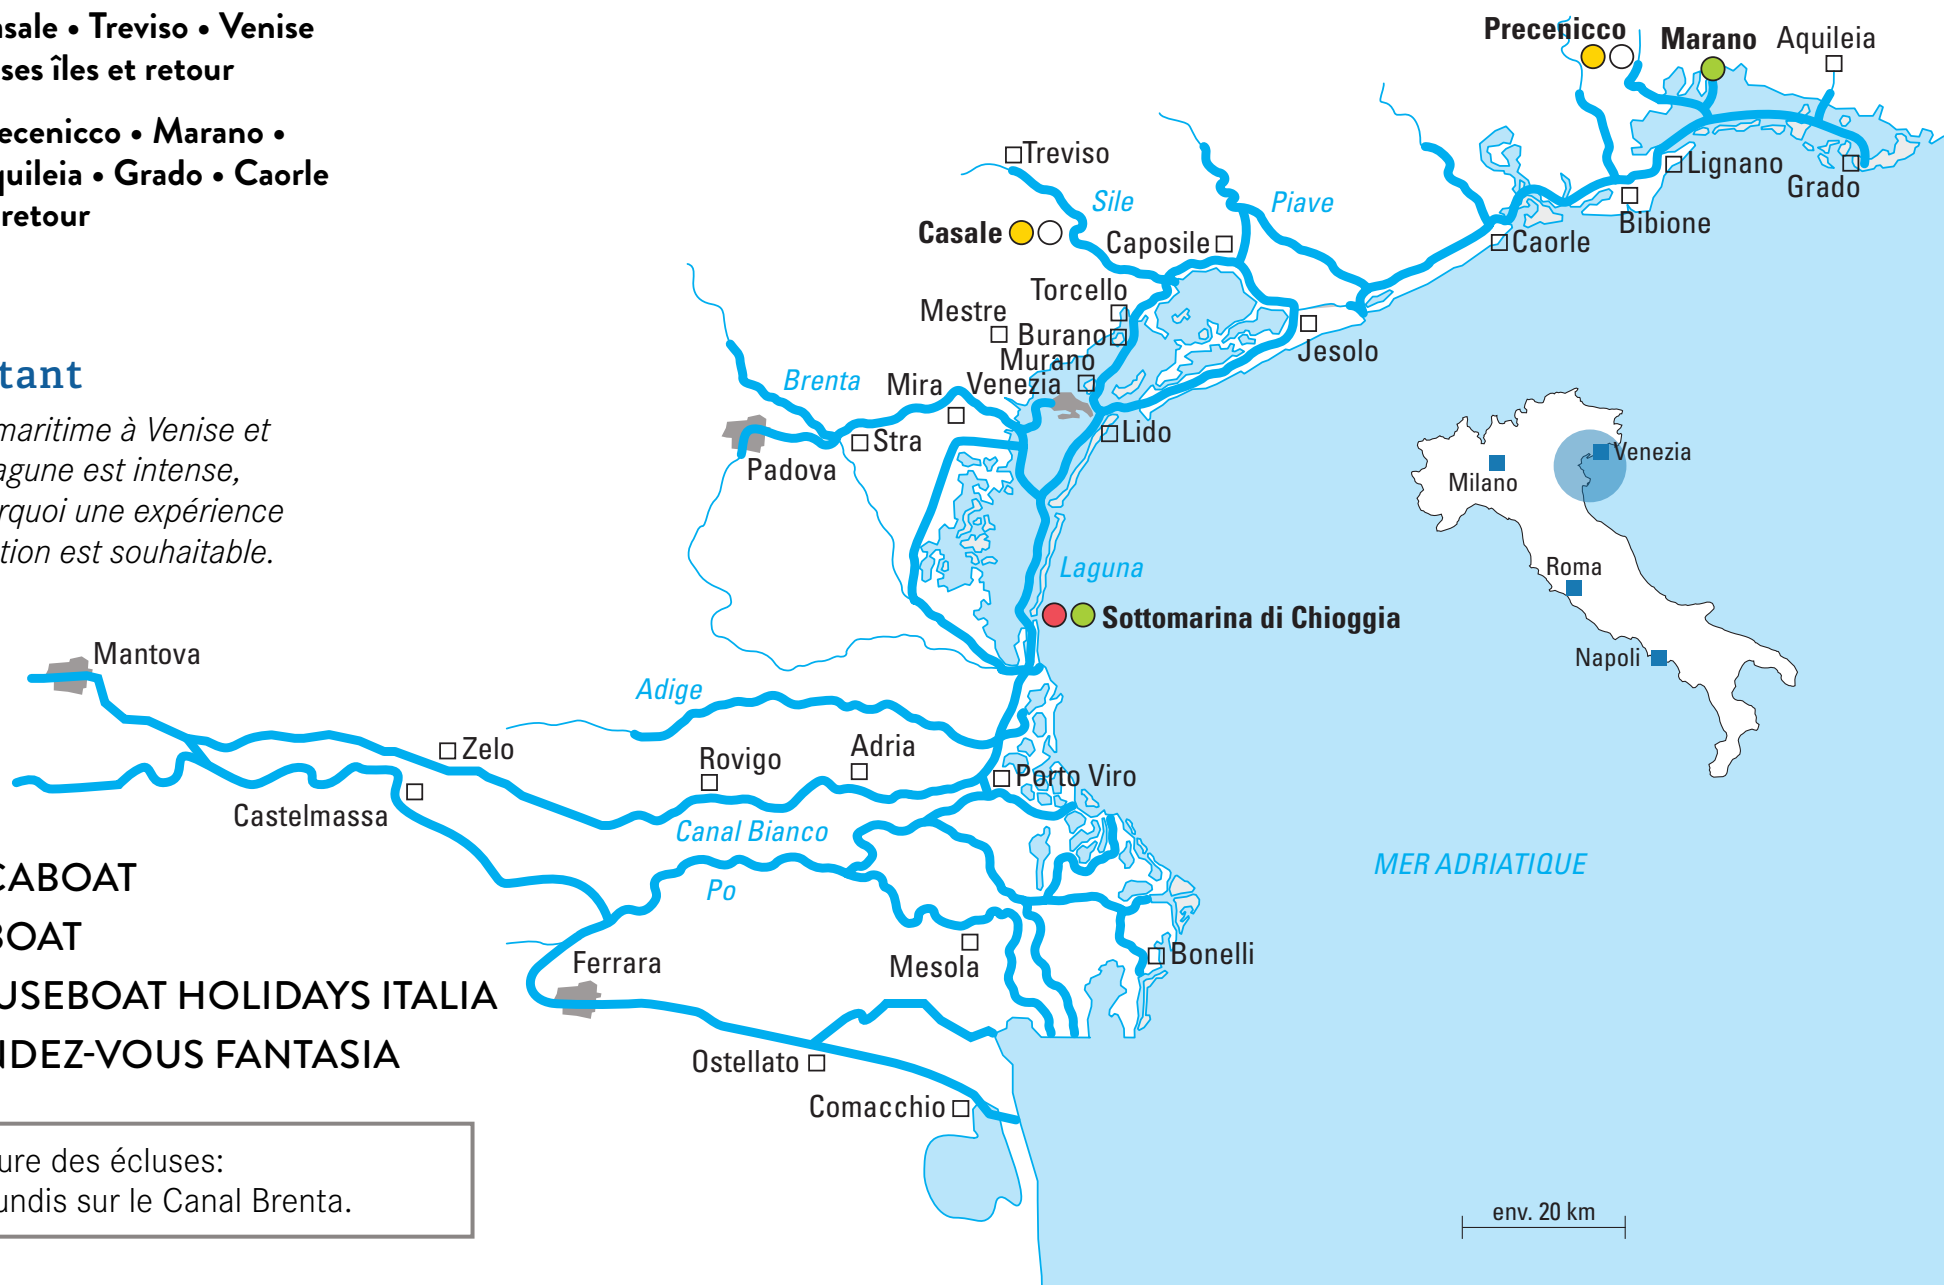 asale • Treviso • Venise
ses îles et retour
ecenicco • Marano •
quileia • Grado • Caorle
retour
tant
maritime à Venise et
agune est intense,
rquoi une expérience
tion est souhaitable.
Precenicco
Marano
Aquileia
Treviso
Sile
Piave
Lignano
Grado
Bibione
Casale
Caposile
Caorle
Torcello
Mestre
Burano
Murano
Jesolo
Brenta
Mira
Venezia
Lido
Stra
Padova
Venezia
Milano
Laguna
Roma
Sottomarina di Chioggia
Napoli
Mantova
Adige
Zelo
Rovigo
Adria
Porto Viro
Castelmassa
Canal Bianco
MER ADRIATIQUE
Po
CABOAT
BOAT
USEBOAT HOLIDAYS ITALIA
NDEZ-VOUS FANTASIA
Ferrara
Mesola
Bonelli
Ostellato
Comacchio
ure des écluses:
undis sur le Canal Brenta.
env. 20 km